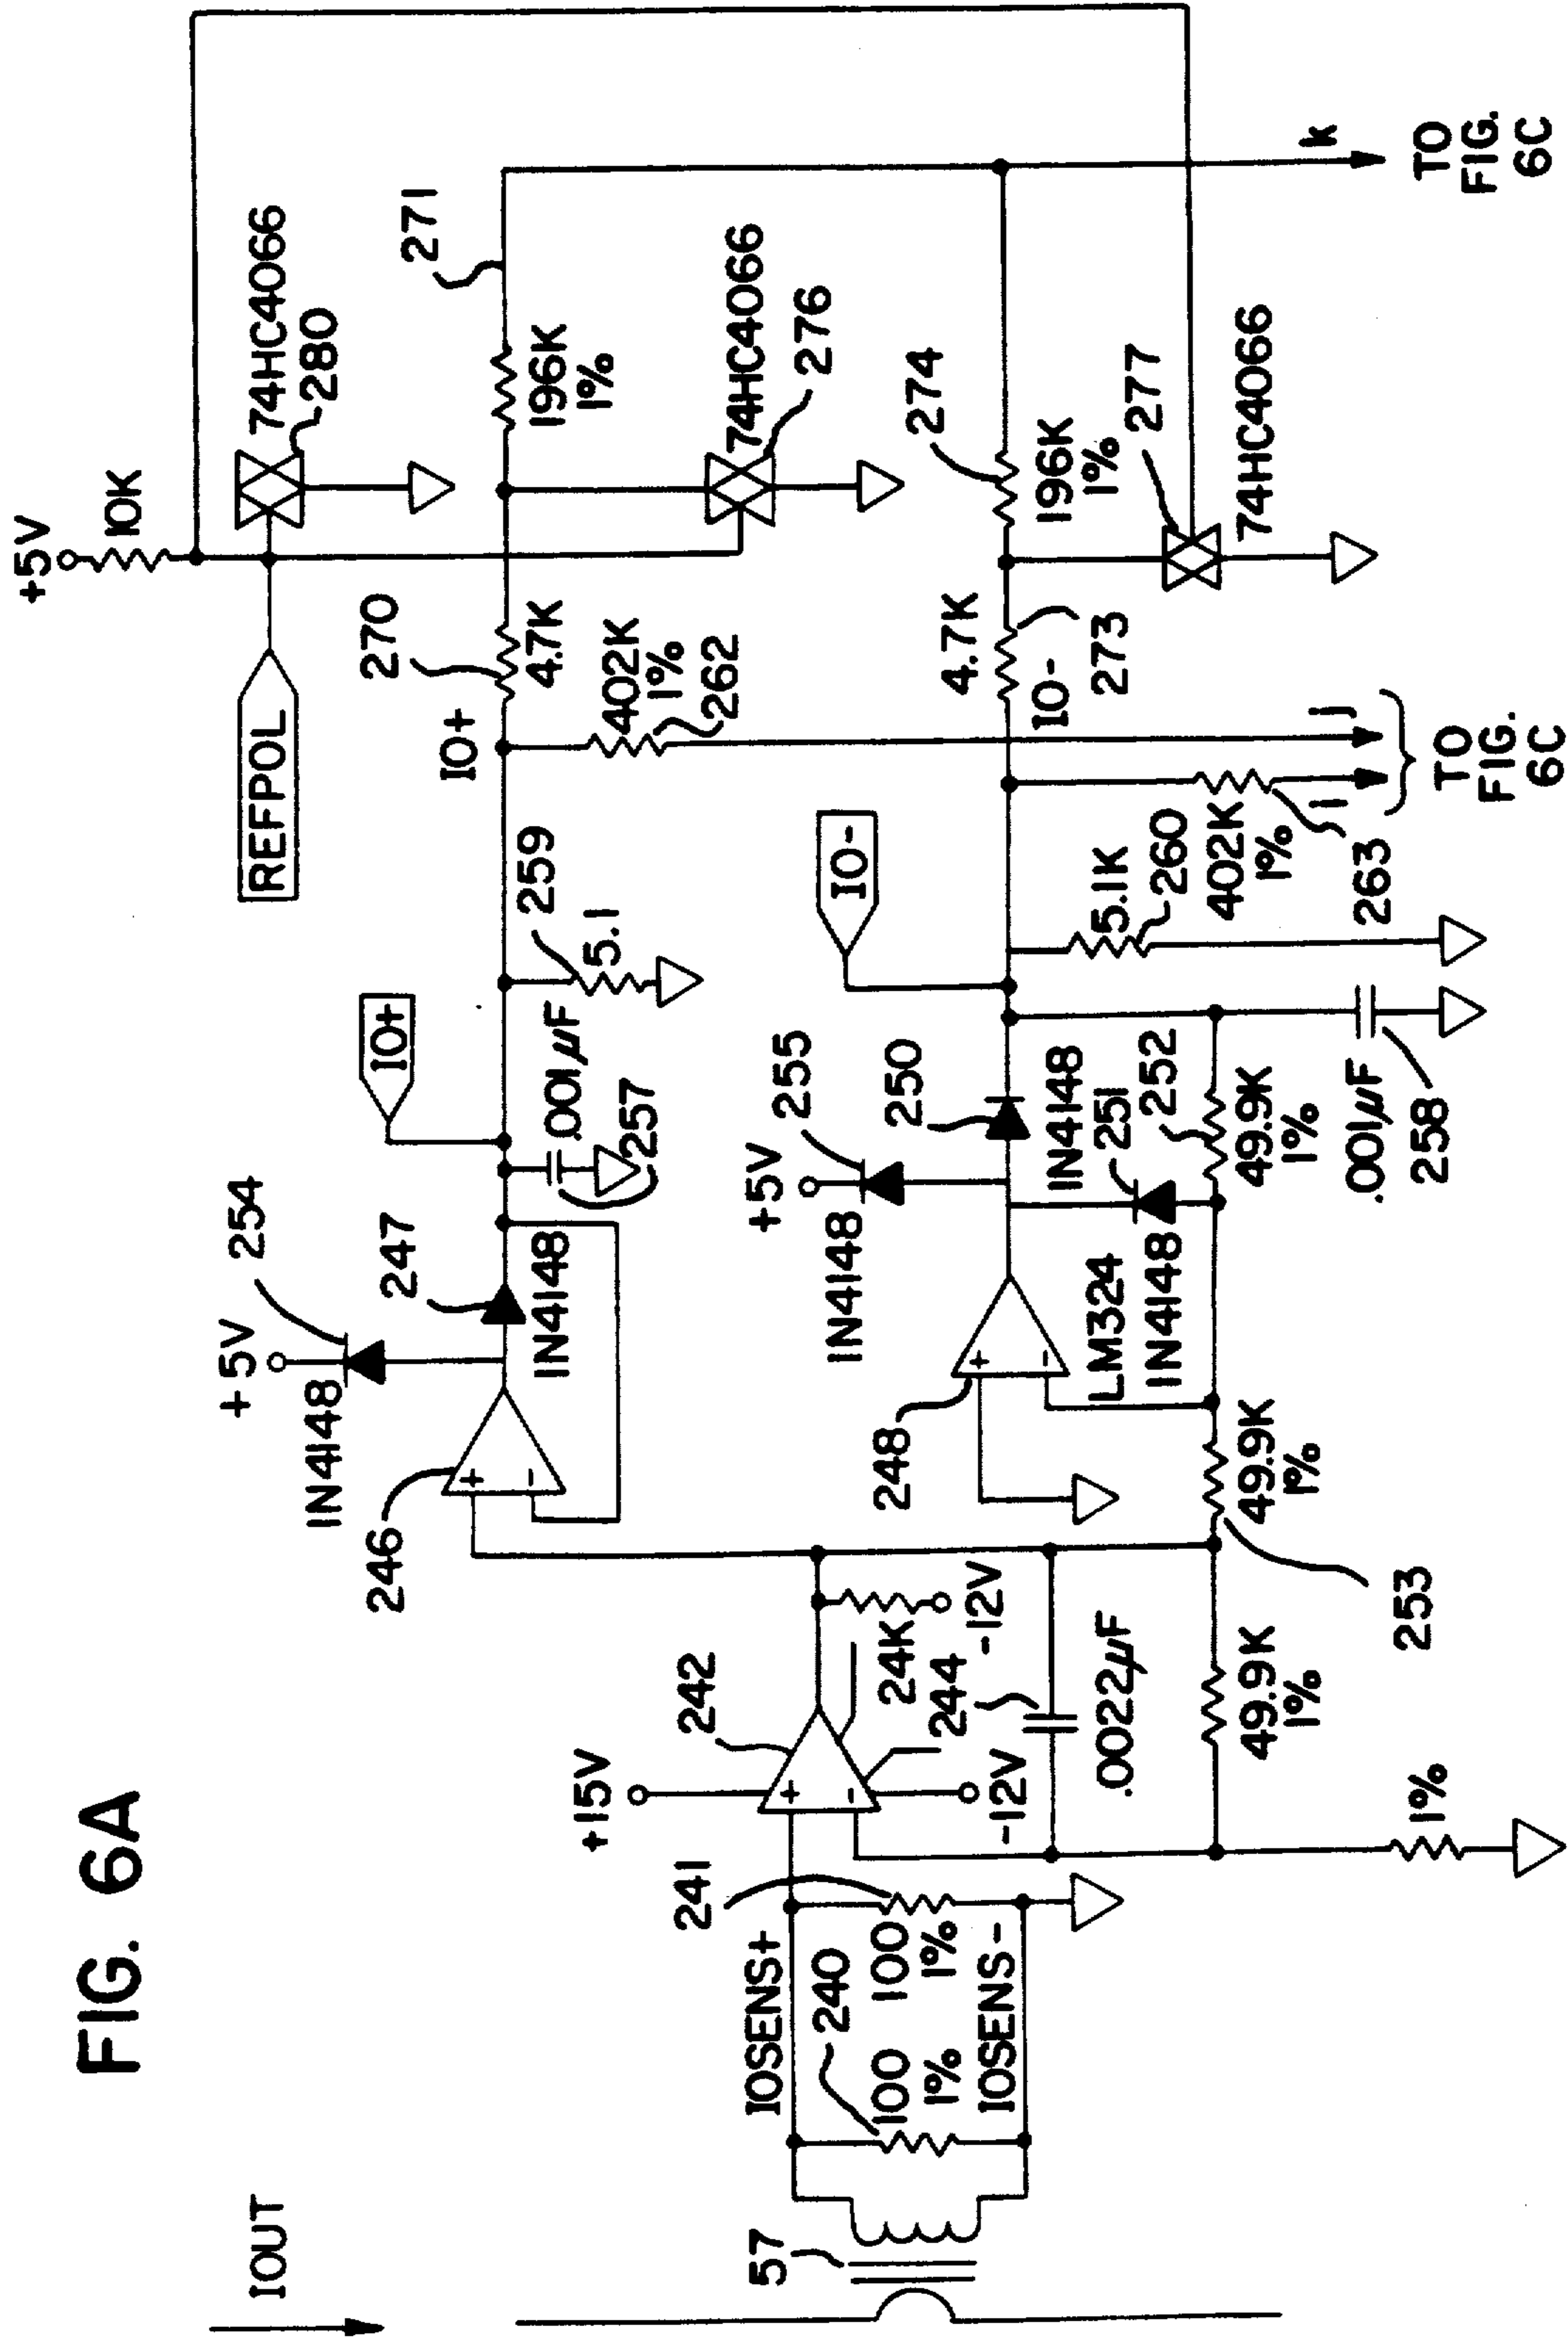 FIG. 6A
IOUT
57
IOSENS+
240
100
1%
IOSENS-
241
100
1%
+15V
242
-12V
24K
-12V
244
.0022µF
49.9K
1%
1%
246
+5V
254
1N4148
247
1N4148
IO+
.001µF
257
259
5.1
IO+
270
4.7K
402K
1%
262
REFPOL
+5V
10K
74HC4066
280
271
196K
1%
74HC4066
276
248
LM324
253
49.9K
1%
+5V
255
1N4148
250
1N4148
251
1N4148
252
49.9K
1%
.001µF
258
IO-
5.1K
260
402K
1%
263
IO-
4.7K
273
i
j
TO
FIG.
6C
274
196K
1%
277
74HC4066
k
TO
FIG.
6C